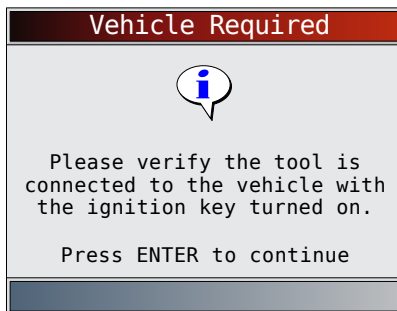 Vehicle Required
i
Please verify the tool is
connected to the vehicle with
the ignition key turned on.
Press ENTER to continue